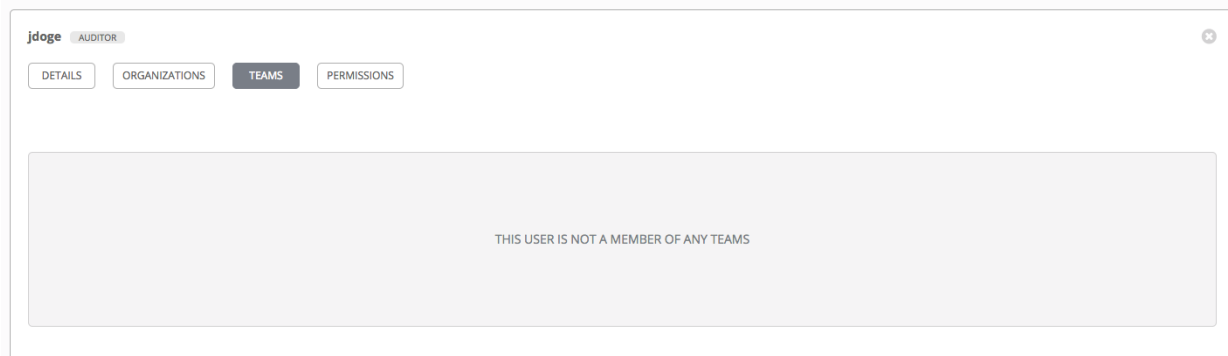 jdoge AUDITOR
DETAILS ORGANIZATIONS TEAMS PERMISSIONS
THIS USER IS NOT A MEMBER OF ANY TEAMS